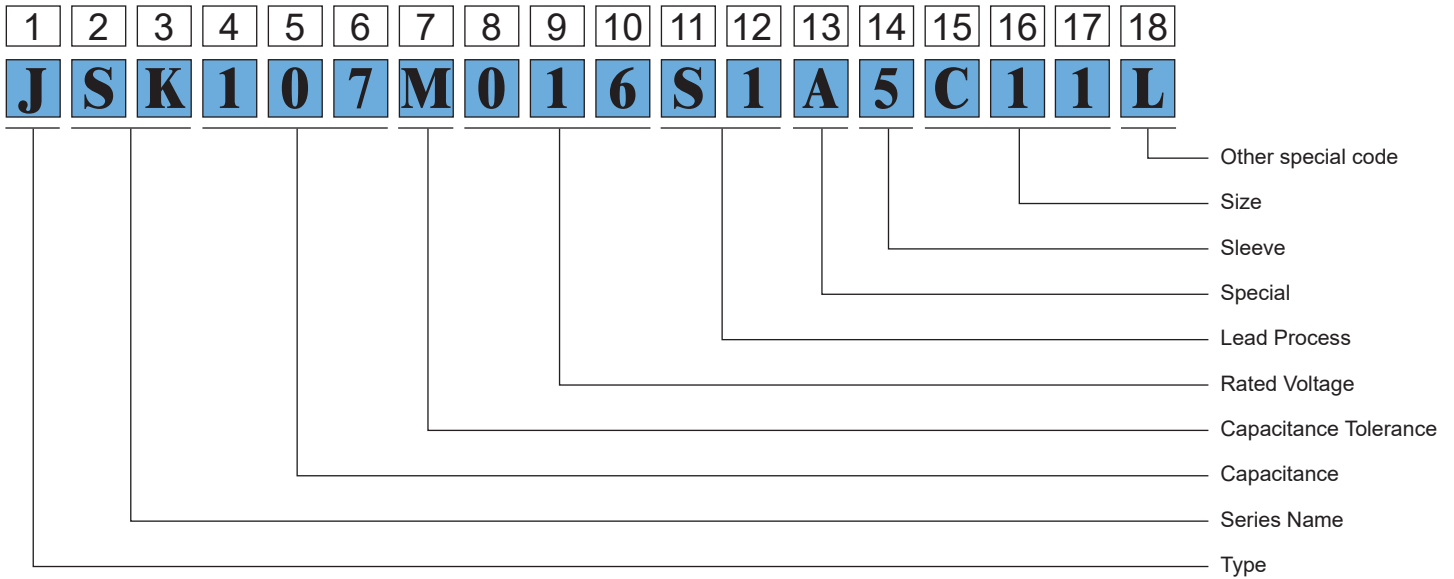 1 2 3 4 5 6 7 8 9 10 11 12 13 14 15 16 17 18
J S K 1 0 7 M 0 1 6 S 1 A 5 C 1 1 L
Other special code
Size
Sleeve
Special
Lead Process
Rated Voltage
Capacitance Tolerance
Capacitance
Series Name
Type